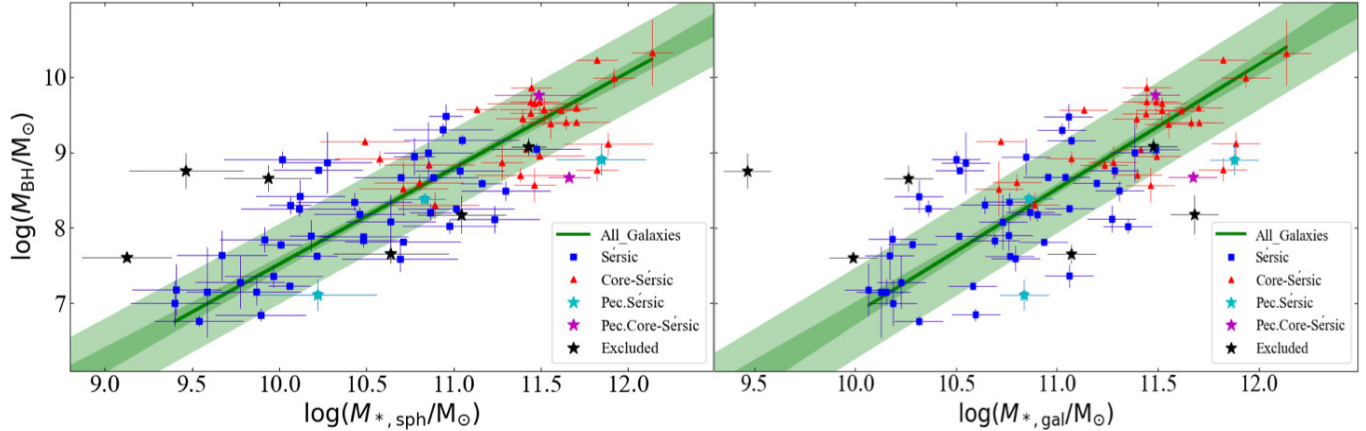 log(M_BH/M_⊙)
10
9
8
7
All_Galaxies
Sérsic
Core-Sérsic
Pec.Sérsic
Pec.Core-Sérsic
Excluded
9.0 9.5 10.0 10.5 11.0 11.5 12.0
log(M_*,sph/M_⊙)
All_Galaxies
Sérsic
Core-Sérsic
Pec.Sérsic
Pec.Core-Sérsic
Excluded
9.5 10.0 10.5 11.0 11.5 12.0
log(M_*,gal/M_⊙)